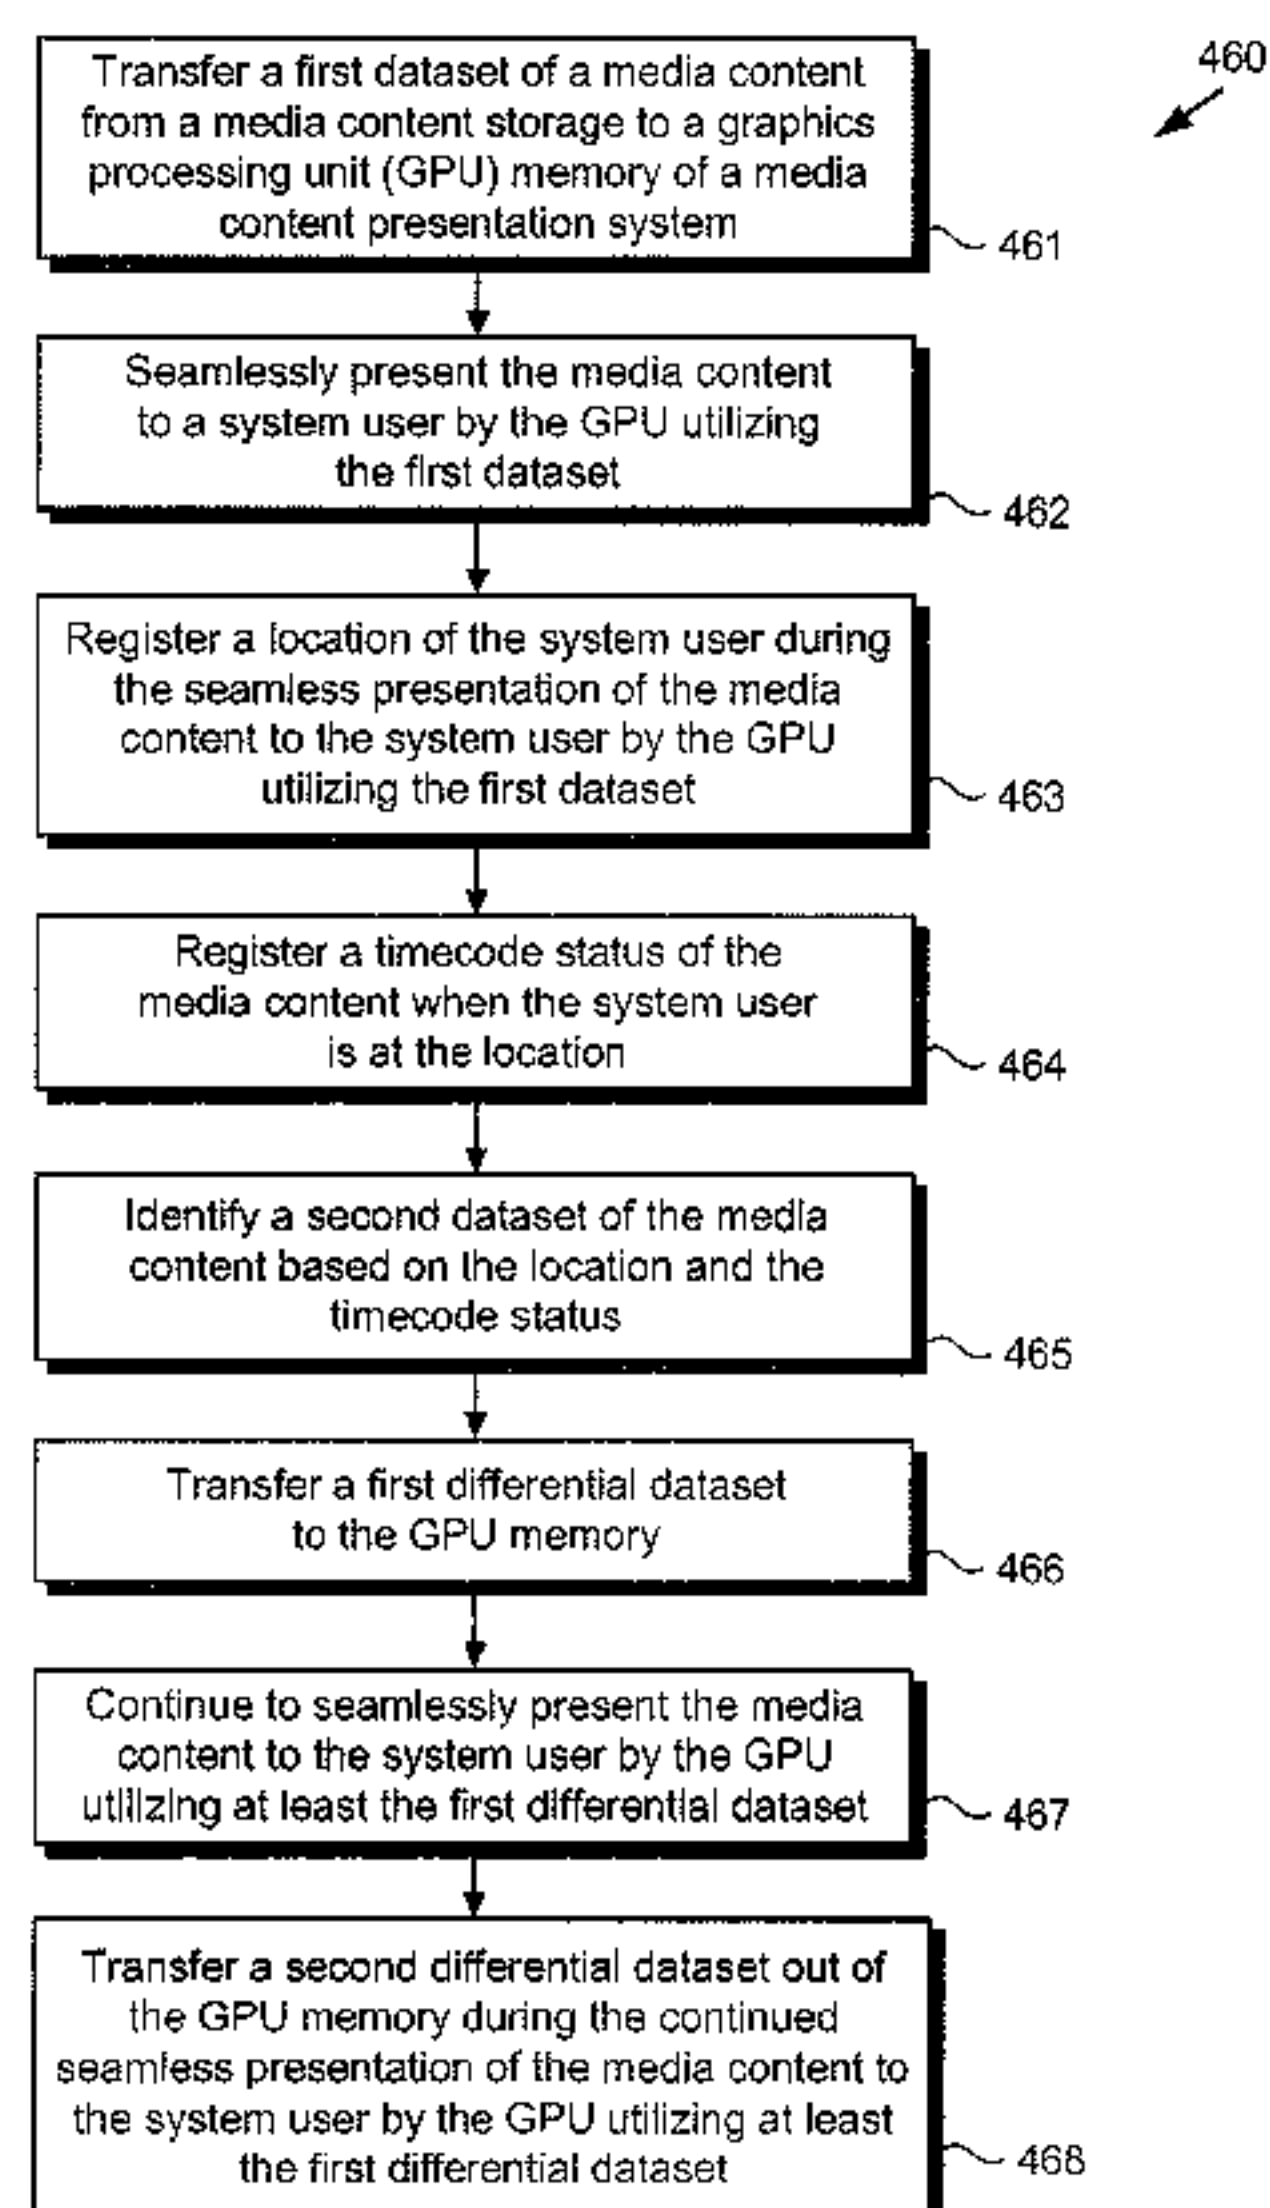 460
Transfer a first dataset of a media content
from a media content storage to a graphics
processing unit (GPU) memory of a media
content presentation system
461
Seamlessly present the media content
to a system user by the GPU utilizing
the first dataset
462
Register a location of the system user during
the seamless presentation of the media
content to the system user by the GPU
utilizing the first dataset
463
Register a timecode status of the
media content when the system user
is at the location
464
Identify a second dataset of the media
content based on the location and the
timecode status
465
Transfer a first differential dataset
to the GPU memory
466
Continue to seamlessly present the media
content to the system user by the GPU
utilizing at least the first differential dataset
467
Transfer a second differential dataset out of
the GPU memory during the continued
seamless presentation of the media content to
the system user by the GPU utilizing at least
the first differential dataset
468